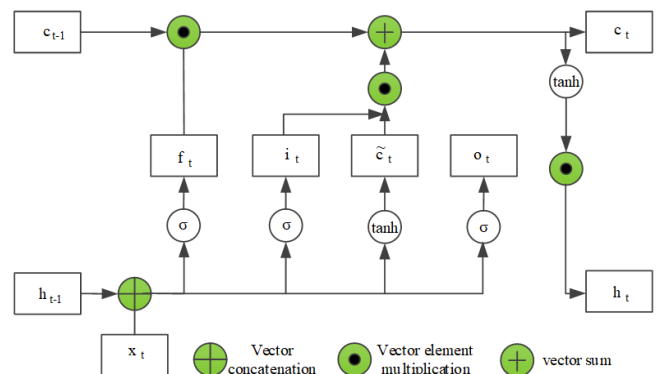 c t-1
c t
tanh
f t
i t
c̃ t
o t
σ
σ
tanh
σ
h t-1
h t
x t
Vector
concatenation
Vector element
multiplication
vector sum